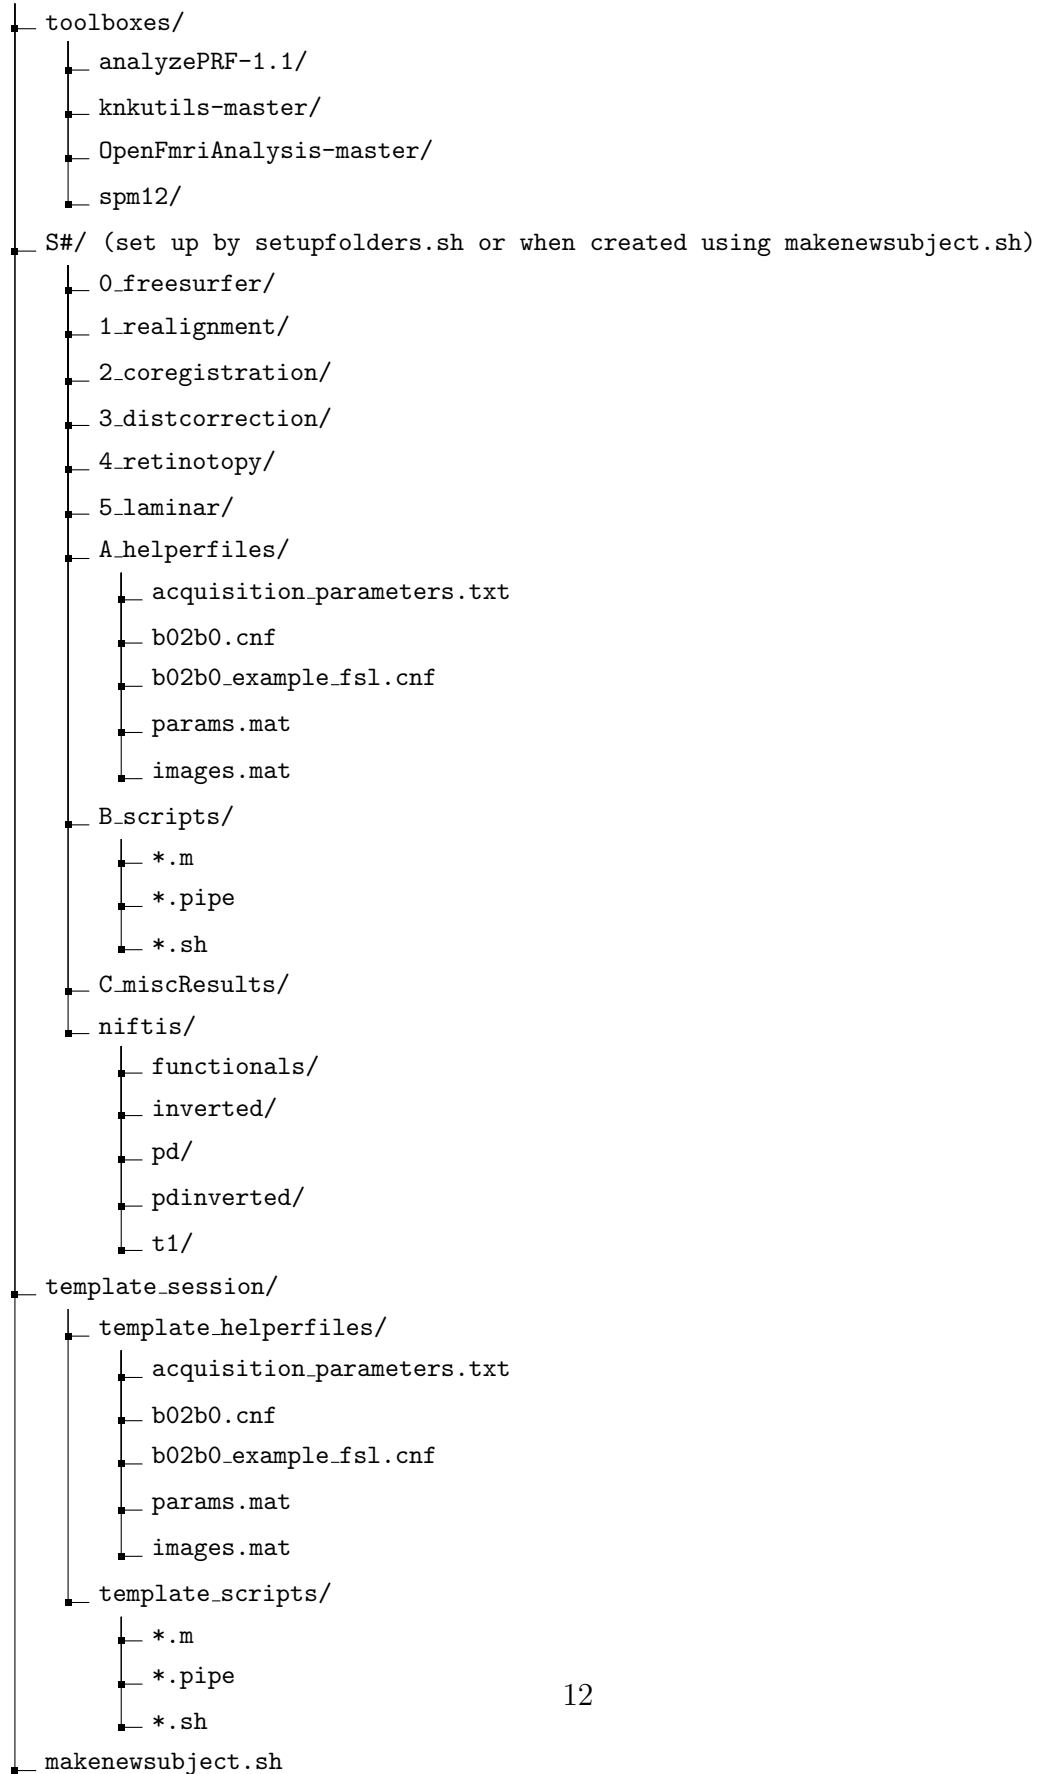 toolboxes/
analyzePRF-1.1/
knkutils-master/
OpenFmriAnalysis-master/
spm12/
S#/ (set up by setupfolders.sh or when created using makenewsubject.sh)
0_freesurfer/
1_realignment/
2_coregistration/
3_distcorrection/
4_retinotopy/
5_laminar/
A_helperfiles/
acquisition_parameters.txt
b02b0.cnf
b02b0_example_fsl.cnf
params.mat
images.mat
B_scripts/
*.m
*.pipe
*.sh
C_miscResults/
niftis/
functionals/
inverted/
pd/
pdinverted/
t1/
template_session/
template_helperfiles/
acquisition_parameters.txt
b02b0.cnf
b02b0_example_fsl.cnf
params.mat
images.mat
template_scripts/
*.m
*.pipe
12
*.sh
makenewsubject.sh